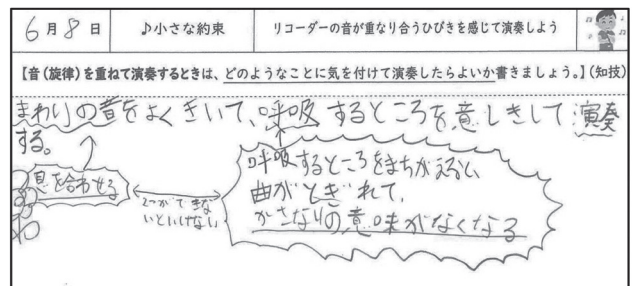 6月8日
♪小さな約束
リコーダーの音が重なり合うひびきを感じて演奏しよう
【音(旋律)を重ねて演奏するときは、どのようなことに気を付けて演奏したらよいか書きましょう。】(知技)
まわりの音をよくきいて、呼吸するところを意しきして演奏
する。
息を合わせる
2つができな
いといけない
呼吸するところをまちがえると、
曲がとぎれて、
かさなりの意味がなくなる